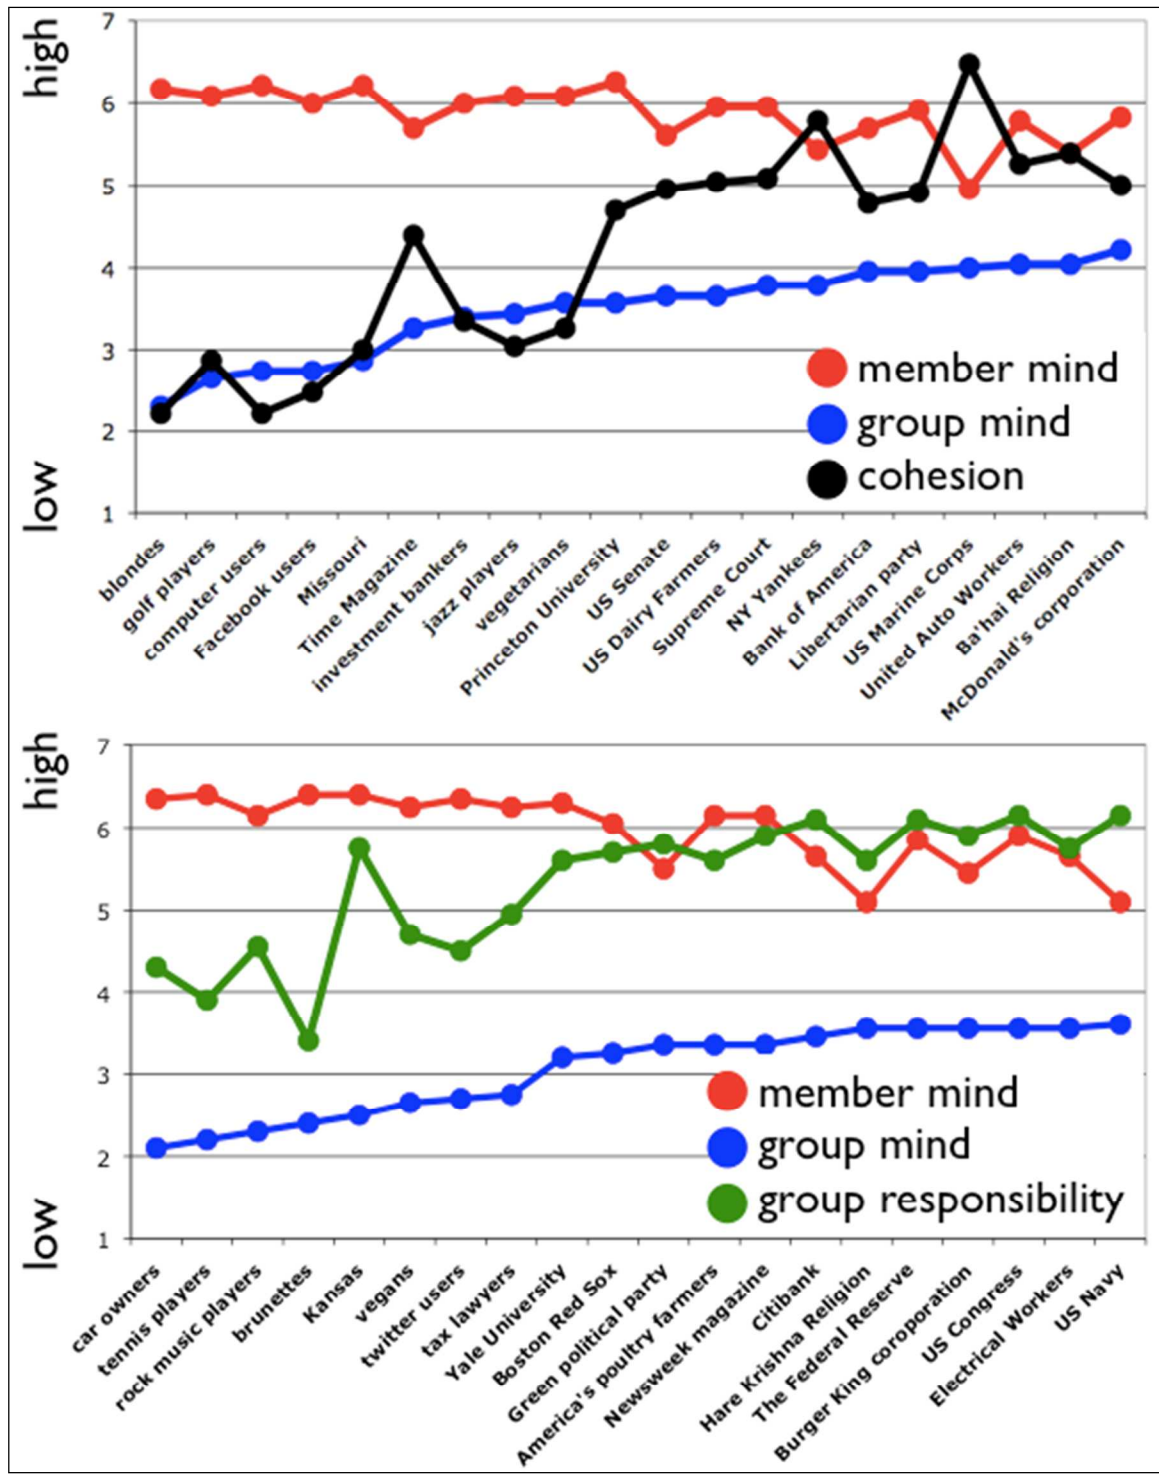 high
7
6
5
4
3
2
1
low
member mind
group mind
cohesion
blondes
golf players
computer users
Facebook users
Missouri
Time Magazine
investment bankers
jazz players
vegetarians
Princeton University
US Senate
US Dairy Farmers
Supreme Court
NY Yankees
Bank of America
Libertarian party
US Marine Corps
United Auto Workers
Ba'hai Religion
McDonald's corporation
high
7
6
5
4
3
2
1
low
member mind
group mind
group responsibility
car owners
tennis players
rock music players
brunettes
Kansas
vegans
twitter users
tax lawyers
Yale University
Boston Red Sox
Green political party
America's poultry farmers
Newsweek magazine
Citibank
Hare Krishna Religion
The Federal Reserve
Burger King coroporation
US Congress
Electrical Workers
US Navy